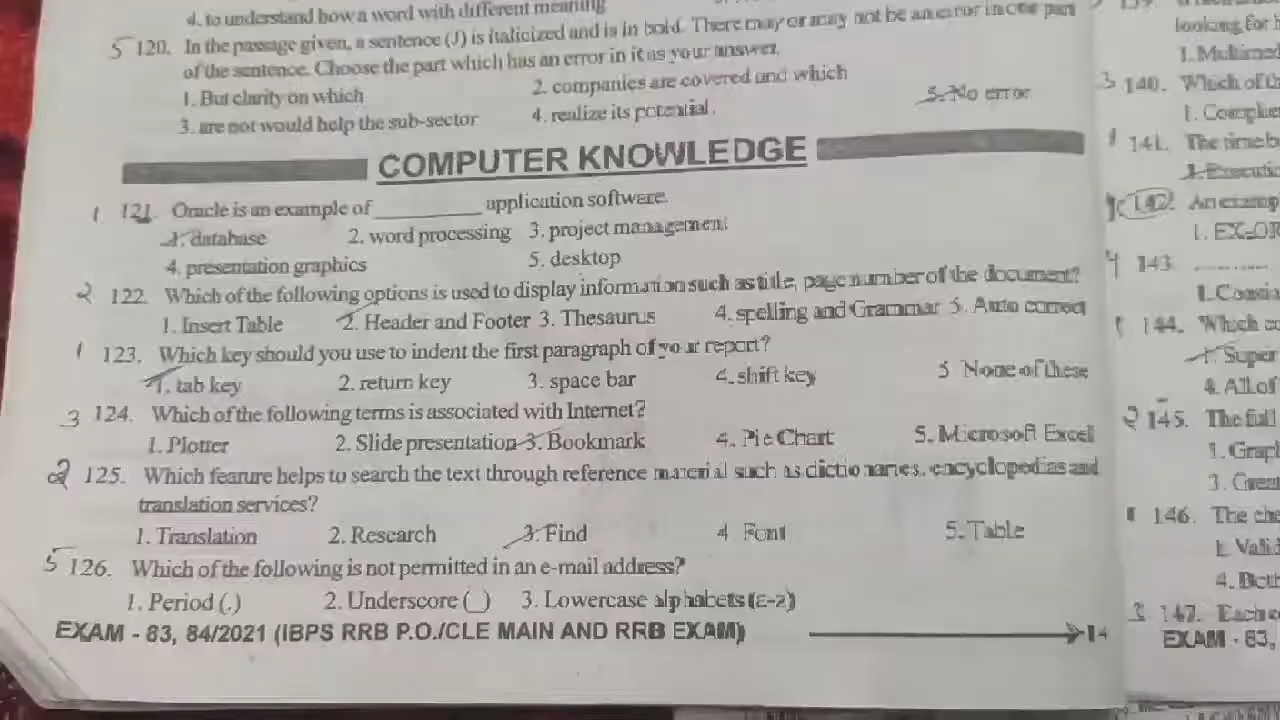 4. to understand how a word with different meaning
5 120. In the passage given, a sentence (J) is italicized and is in bold. There may or may not be an error in one part
of the sentence. Choose the part which has an error in it as your answer.
1. But clarity on which 2. companies are covered and which
3. are not would help the sub-sector 4. realize its potential. 5. No error
COMPUTER KNOWLEDGE
1 121. Oracle is an example of ________ application software.
1. database 2. word processing 3. project management
4. presentation graphics 5. desktop
2 122. Which of the following options is used to display information such as title, page number of the document?
1. Insert Table 2. Header and Footer 3. Thesaurus 4. spelling and Grammar 5. Auto correct
1 123. Which key should you use to indent the first paragraph of your report?
1. tab key 2. return key 3. space bar 4. shift key 5 None of these
3 124. Which of the following terms is associated with Internet?
1. Plotter 2. Slide presentation 3. Bookmark 4. Pie Chart 5. Microsoft Excel
2 125. Which feature helps to search the text through reference material such as dictionaries, encyclopedias and
translation services?
1. Translation 2. Research 3. Find 4 Font 5. Table
5 126. Which of the following is not permitted in an e-mail address?
1. Period (.) 2. Underscore (_) 3. Lowercase alphabets (a-z)
EXAM - 83, 84/2021 (IBPS RRB P.O./CLE MAIN AND RRB EXAM) 14
looking for
3 140. Which of
141. The time
142. An
1. EX-OR
4 143.
144. Which
1. Super
4. All of
2 145. The full
3. Great
146. The
1. Valid
4. Both
3 147. Each
EXAM - 83,